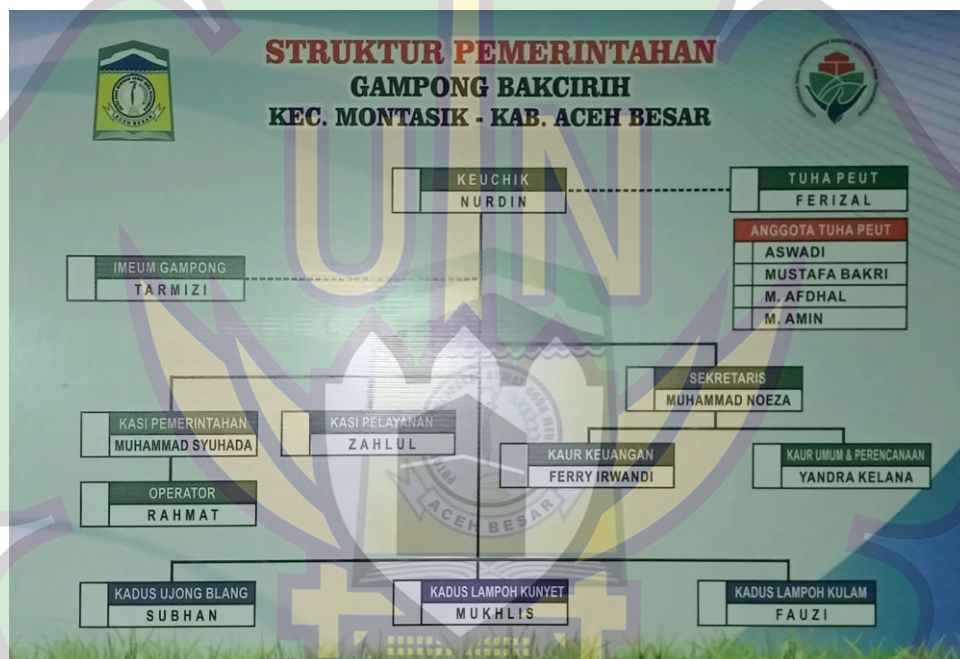 STRUKTUR PEMERINTAHAN
GAMPONG BAKCIRIH
KEC. MONTASIK - KAB. ACEH BESAR
ACEH BESAR
KEUCHIK
NURDIN
TUHA PEUT
FERIZAL
ANGGOTA TUHA PEUT
ASWADI
MUSTAFA BAKRI
M. AFDHAL
M. AMIN
IMEUM GAMPONG
TARMIZI
SEKRETARIS
MUHAMMAD NOEZA
KASI PEMERINTAHAN
MUHAMMAD SYUHADA
KASI PELAYANAN
ZAHLUL
KAUR KEUANGAN
FERRY IRWANDI
KAUR UMUM & PERENCANAAN
YANDRA KELANA
OPERATOR
RAHMAT
ACEH BESAR
KADUS UJONG BLANG
SUBHAN
KADUS LAMPOH KUNYET
MUKHLIS
KADUS LAMPOH KULAM
FAUZI
UIN